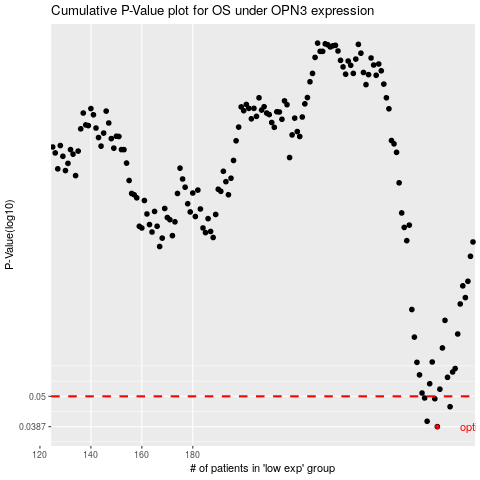 Cumulative P-Value plot for OS under OPN3 expression
P-Value(log10)
0.05
0.0387
opti
120 140 160 180
# of patients in 'low exp' group